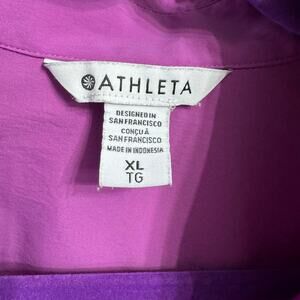 ATHLETA
DESIGNED IN
SAN FRANCISCO
CONÇU À
SAN FRANCISCO
MADE IN INDONESIA
XL
TG